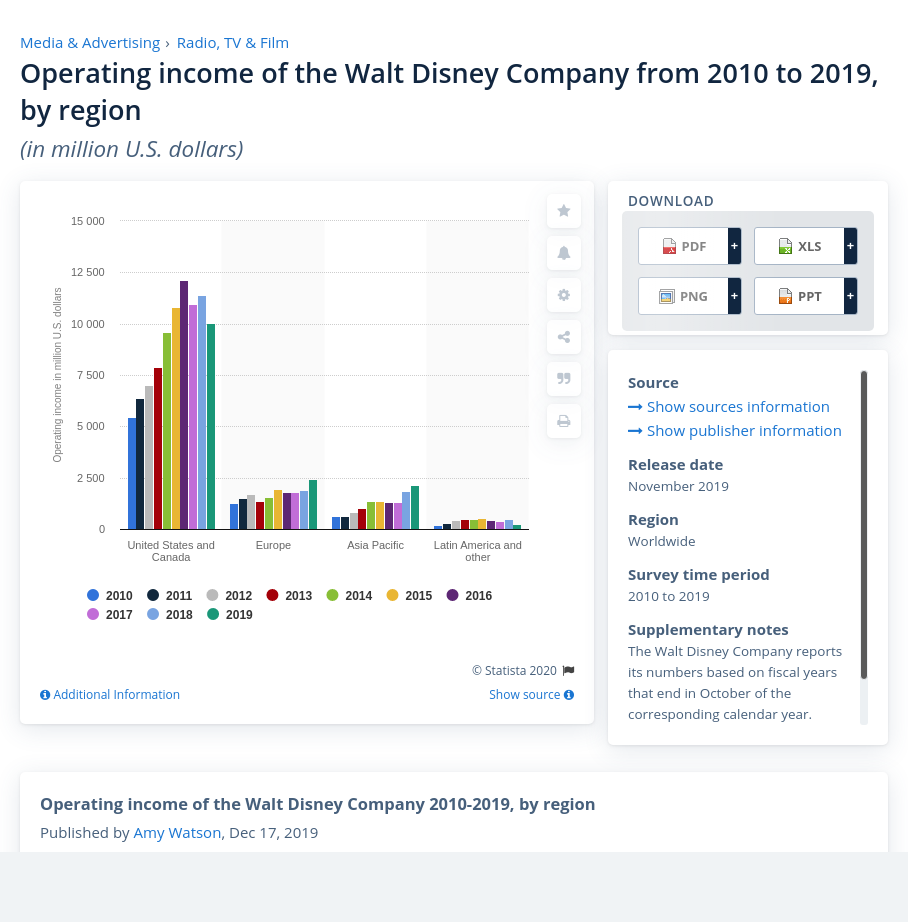 Media & Advertising › Radio, TV & Film
Operating income of the Walt Disney Company from 2010 to 2019,
by region
(in million U.S. dollars)
15 000
12 500
10 000
7 500
5 000
2 500
0
Operating income in million U.S. dollars
United States and
Canada
Europe
Asia Pacific
Latin America and
other
2010 2011 2012 2013 2014 2015 2016
2017 2018 2019
© Statista 2020
Additional Information
Show source
DOWNLOAD
PDF + XLS +
PNG + PPT +
Source
Show sources information
Show publisher information
Release date
November 2019
Region
Worldwide
Survey time period
2010 to 2019
Supplementary notes
The Walt Disney Company reports
its numbers based on fiscal years
that end in October of the
corresponding calendar year.
Operating income of the Walt Disney Company 2010-2019, by region
Published by Amy Watson, Dec 17, 2019